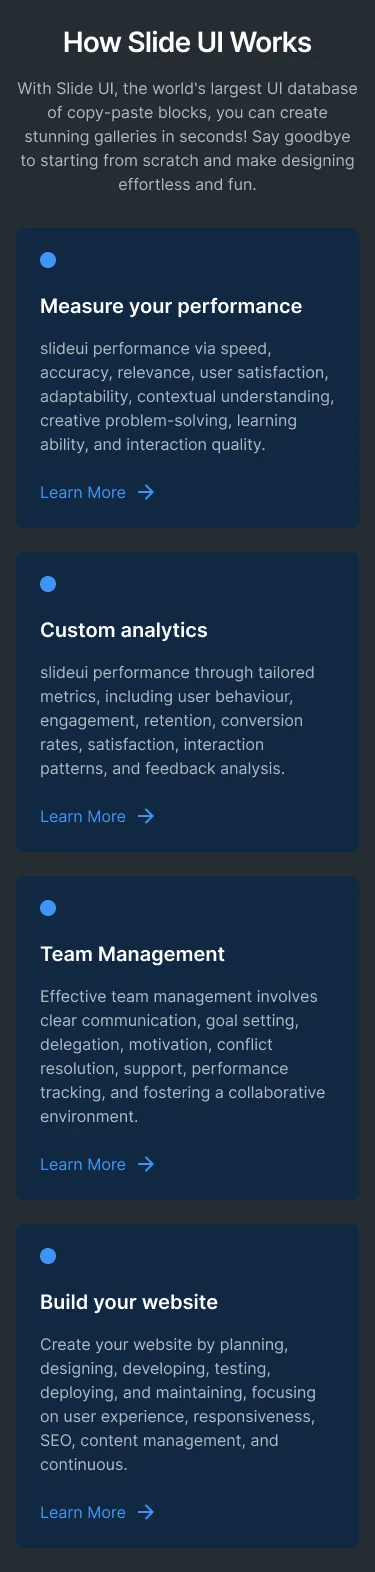 How Slide UI Works
With Slide UI, the world's largest UI database
of copy-paste blocks, you can create
stunning galleries in seconds! Say goodbye
to starting from scratch and make designing
effortless and fun.
Measure your performance
slideui performance via speed,
accuracy, relevance, user satisfaction,
adaptability, contextual understanding,
creative problem-solving, learning
ability, and interaction quality.
Learn More
Custom analytics
slideui performance through tailored
metrics, including user behaviour,
engagement, retention, conversion
rates, satisfaction, interaction
patterns, and feedback analysis.
Learn More
Team Management
Effective team management involves
clear communication, goal setting,
delegation, motivation, conflict
resolution, support, performance
tracking, and fostering a collaborative
environment.
Learn More
Build your website
Create your website by planning,
designing, developing, testing,
deploying, and maintaining, focusing
on user experience, responsiveness,
SEO, content management, and
continuous.
Learn More